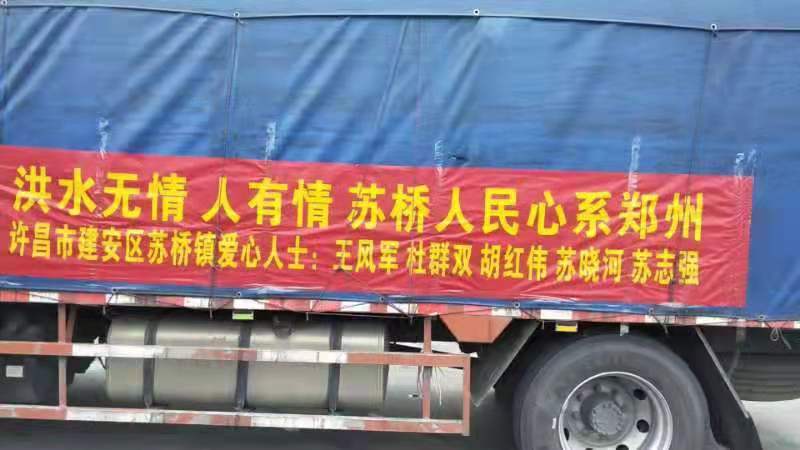 洪水无情 人有情 苏桥人民心系郑州
许昌市建安区苏桥镇爱心人士：王风军 杜群双 胡红伟 苏晓河 苏志强